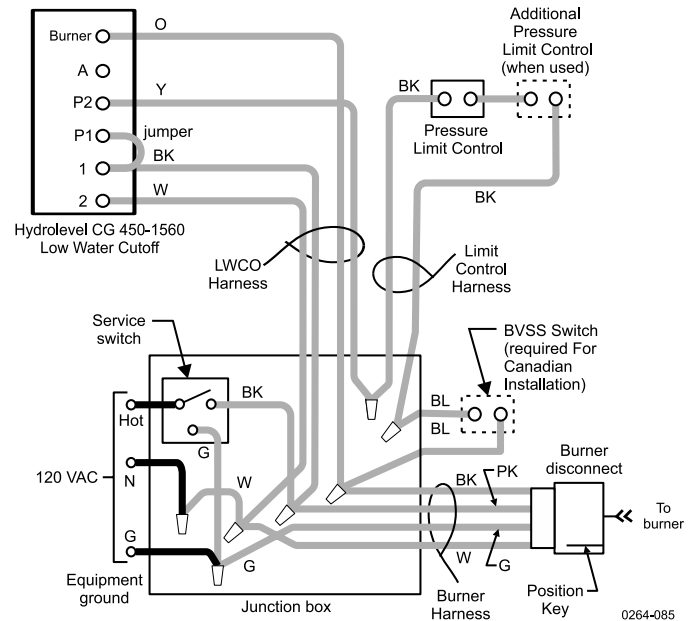 Burner
O
A
P2
Y
P1
jumper
1
BK
2
W
Hydrolevel CG 450-1560
Low Water Cutoff
Additional
Pressure
Limit Control
(when used)
BK
Pressure
Limit Control
BK
LWCO
Harness
Limit
Control
Harness
Service
switch
BVSS Switch
(required For
Canadian
Installation)
BK
BL
Hot
BL
G
120 VAC
N
W
BK
PK
Burner
disconnect
To
burner
G
G
W
G
Equipment
ground
Junction box
Burner
Harness
Position
Key
0264-085